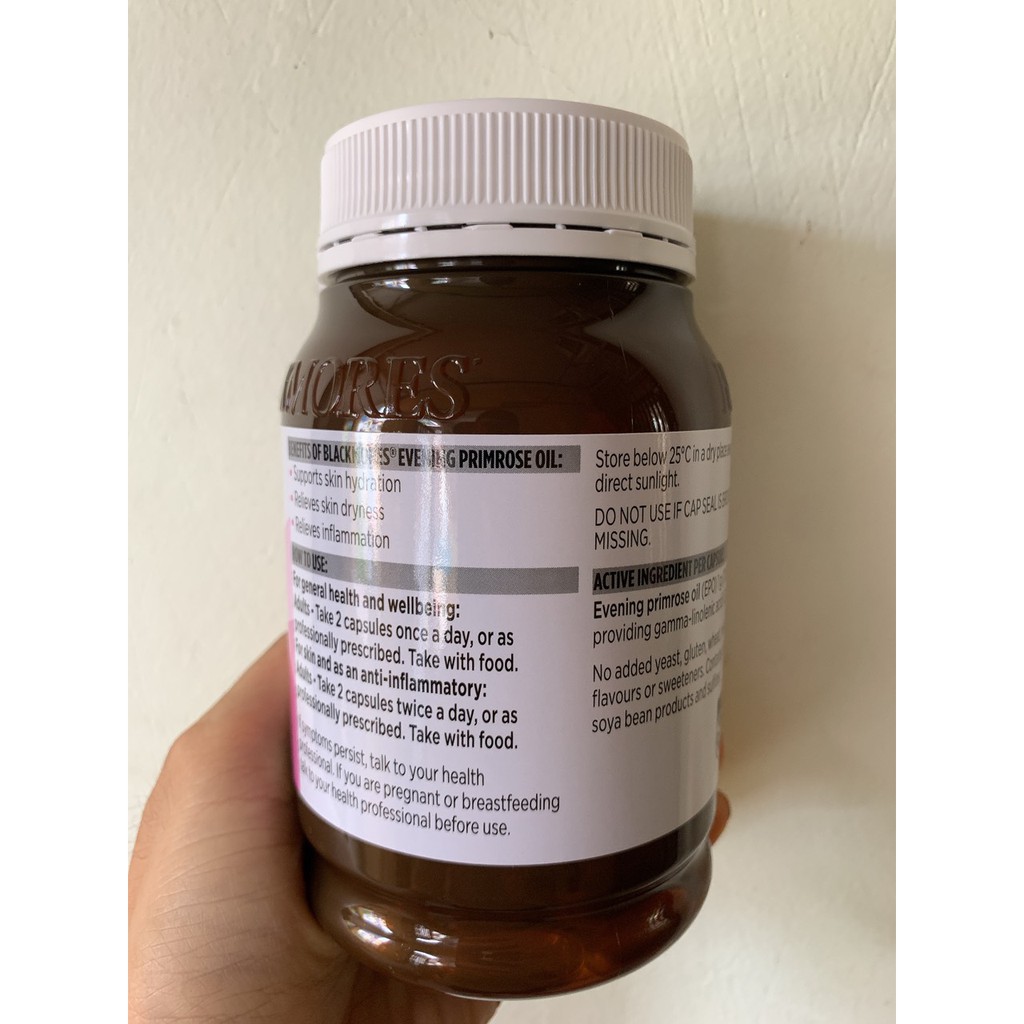 MORES
BENEFITS OF BLACKMORES® EVENING PRIMROSE OIL:
• Supports skin hydration
• Relieves skin dryness
• Relieves inflammation
HOW TO USE:
For general health and wellbeing:
Adults - Take 2 capsules once a day, or as
professionally prescribed. Take with food.
For skin and as an anti-inflammatory:
Adults - Take 2 capsules twice a day, or as
professionally prescribed. Take with food.
If symptoms persist, talk to your health
professional. If you are pregnant or breastfeeding
talk to your health professional before use.
Store below 25°C in a dry place
direct sunlight.
DO NOT USE IF CAP SEAL IS
MISSING.
ACTIVE INGREDIENT PER CAPSULE
Evening primrose oil (EPO)
providing gamma-linolenic
No added yeast, gluten,
flavours or sweeteners.
soya bean products and